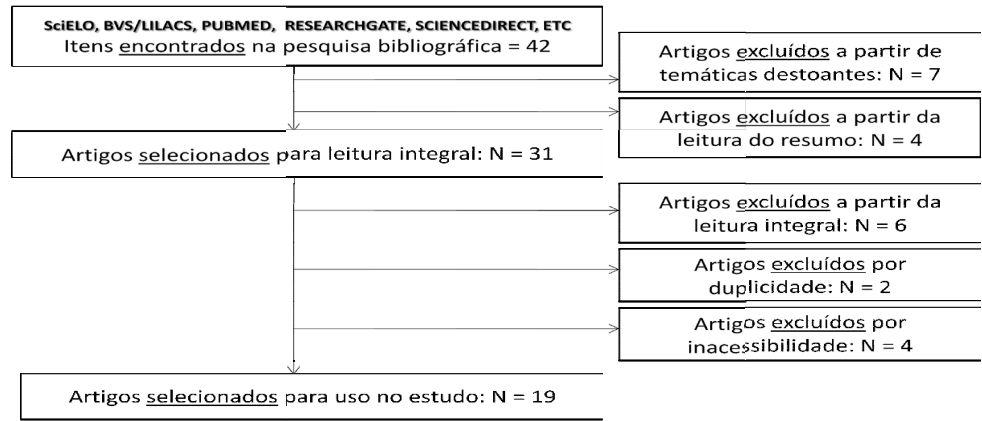 SciELO, BVS/LILACS, PUBMED, RESEARCHGATE, SCIENCEDIRECT, ETC
Itens encontrados na pesquisa bibliográfica = 42
Artigos excluídos a partir de
temáticas destoantes: N = 7
Artigos excluídos a partir da
leitura do resumo: N = 4
Artigos selecionados para leitura integral: N = 31
Artigos excluídos a partir da
leitura integral: N = 6
Artigos excluídos por
duplicidade: N = 2
Artigos excluídos por
inacessibilidade: N = 4
Artigos selecionados para uso no estudo: N = 19